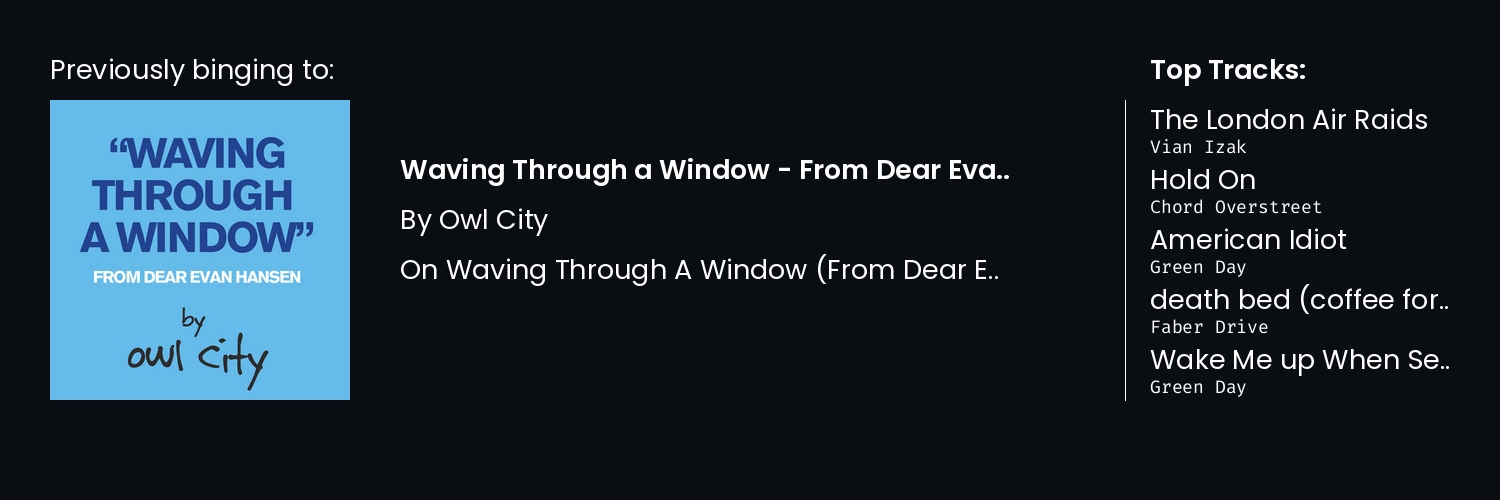 Previously binging to:
“WAVING
THROUGH
A WINDOW”
FROM DEAR EVAN HANSEN
by
owl city
Waving Through a Window - From Dear Eva..
By Owl City
On Waving Through A Window (From Dear E..
Top Tracks:
The London Air Raids
Vian Izak
Hold On
Chord Overstreet
American Idiot
Green Day
death bed (coffee for..
Faber Drive
Wake Me up When Se..
Green Day